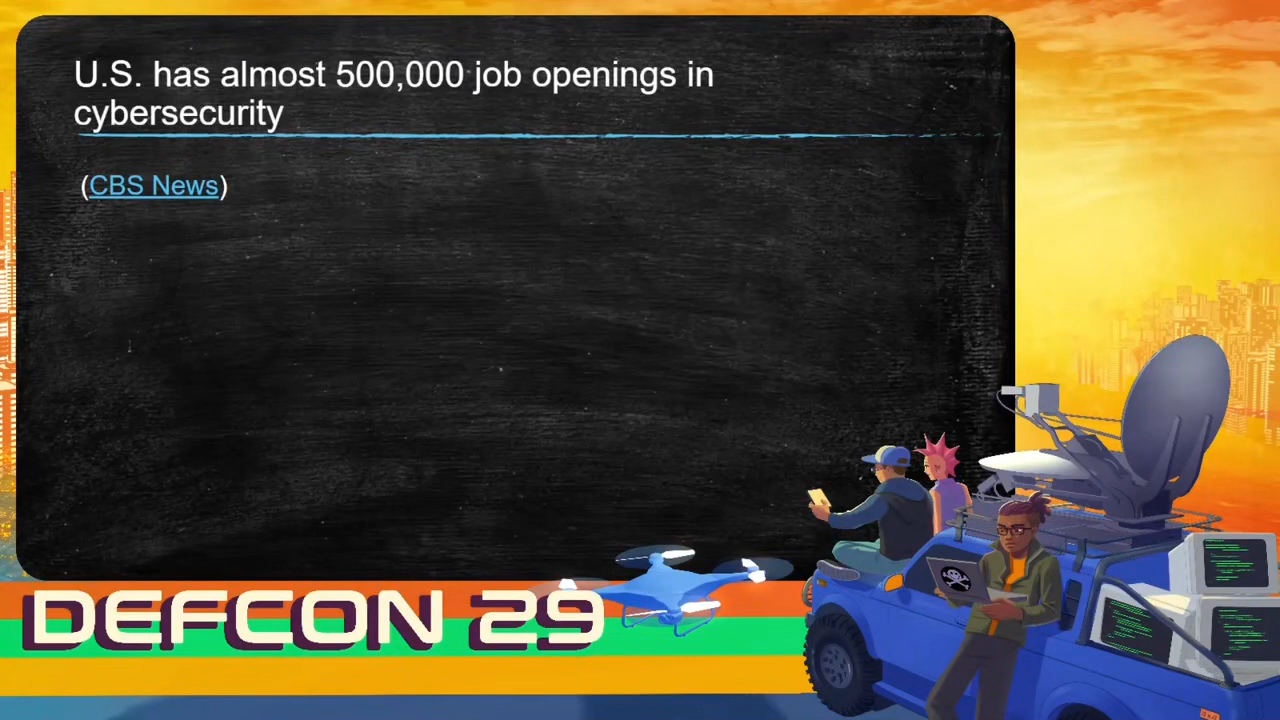 U.S. has almost 500,000 job openings in
cybersecurity
(CBS News)
DEFCON 29